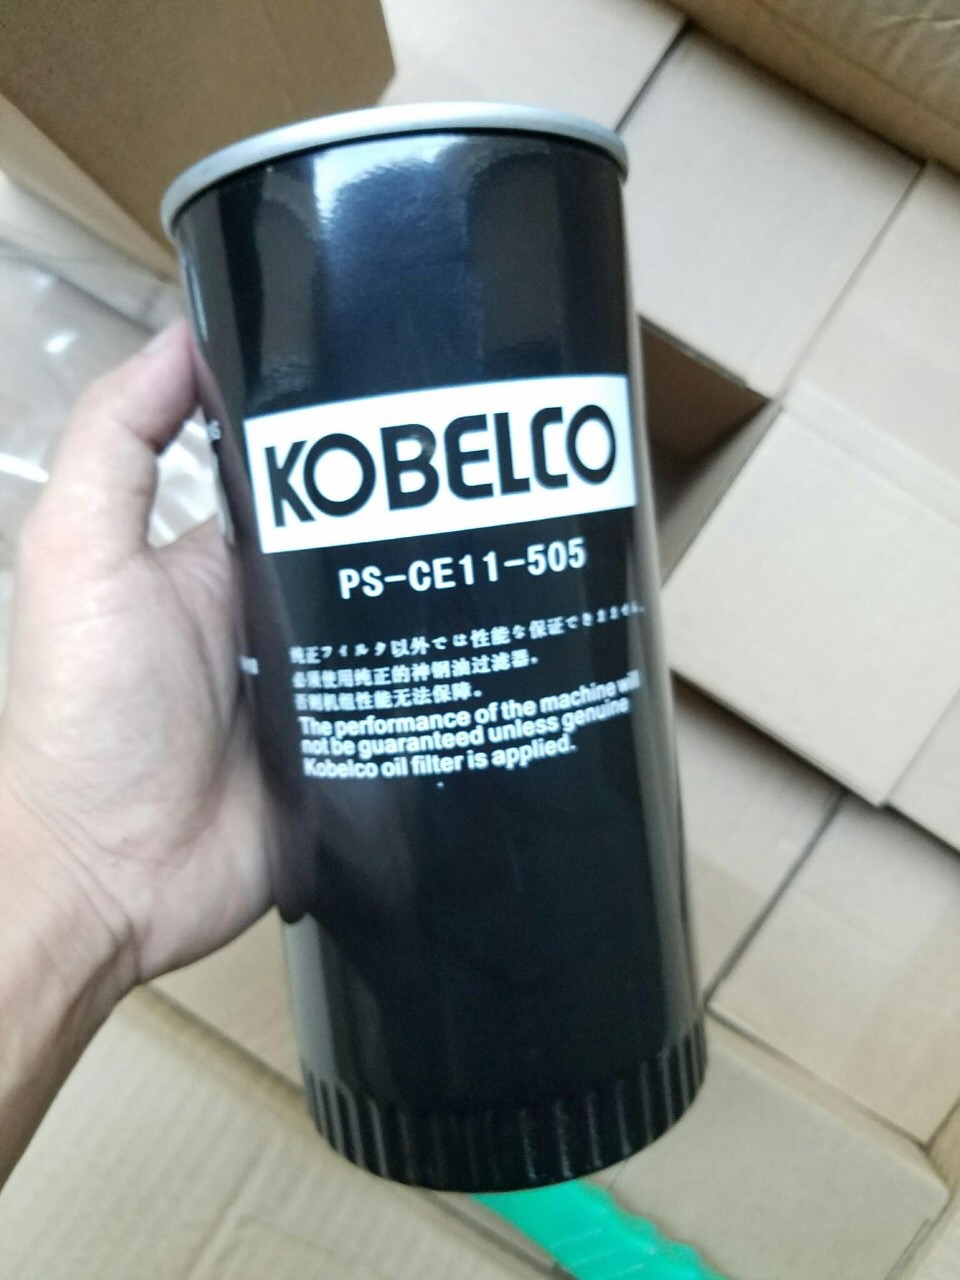 KOBELCO
PS-CE11-505
純正フィルタ以外では性能な保证できません。
必须使用纯正的神钢油过滤器。
否则机组性能无法保障。
The performance of the machine will
not be guaranteed unless genuine
Kobelco oil filter is applied.